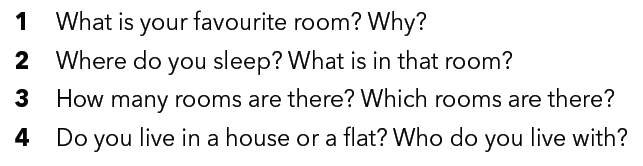 1 What is your favourite room? Why?
2 Where do you sleep? What is in that room?
3 How many rooms are there? Which rooms are there?
4 Do you live in a house or a flat? Who do you live with?